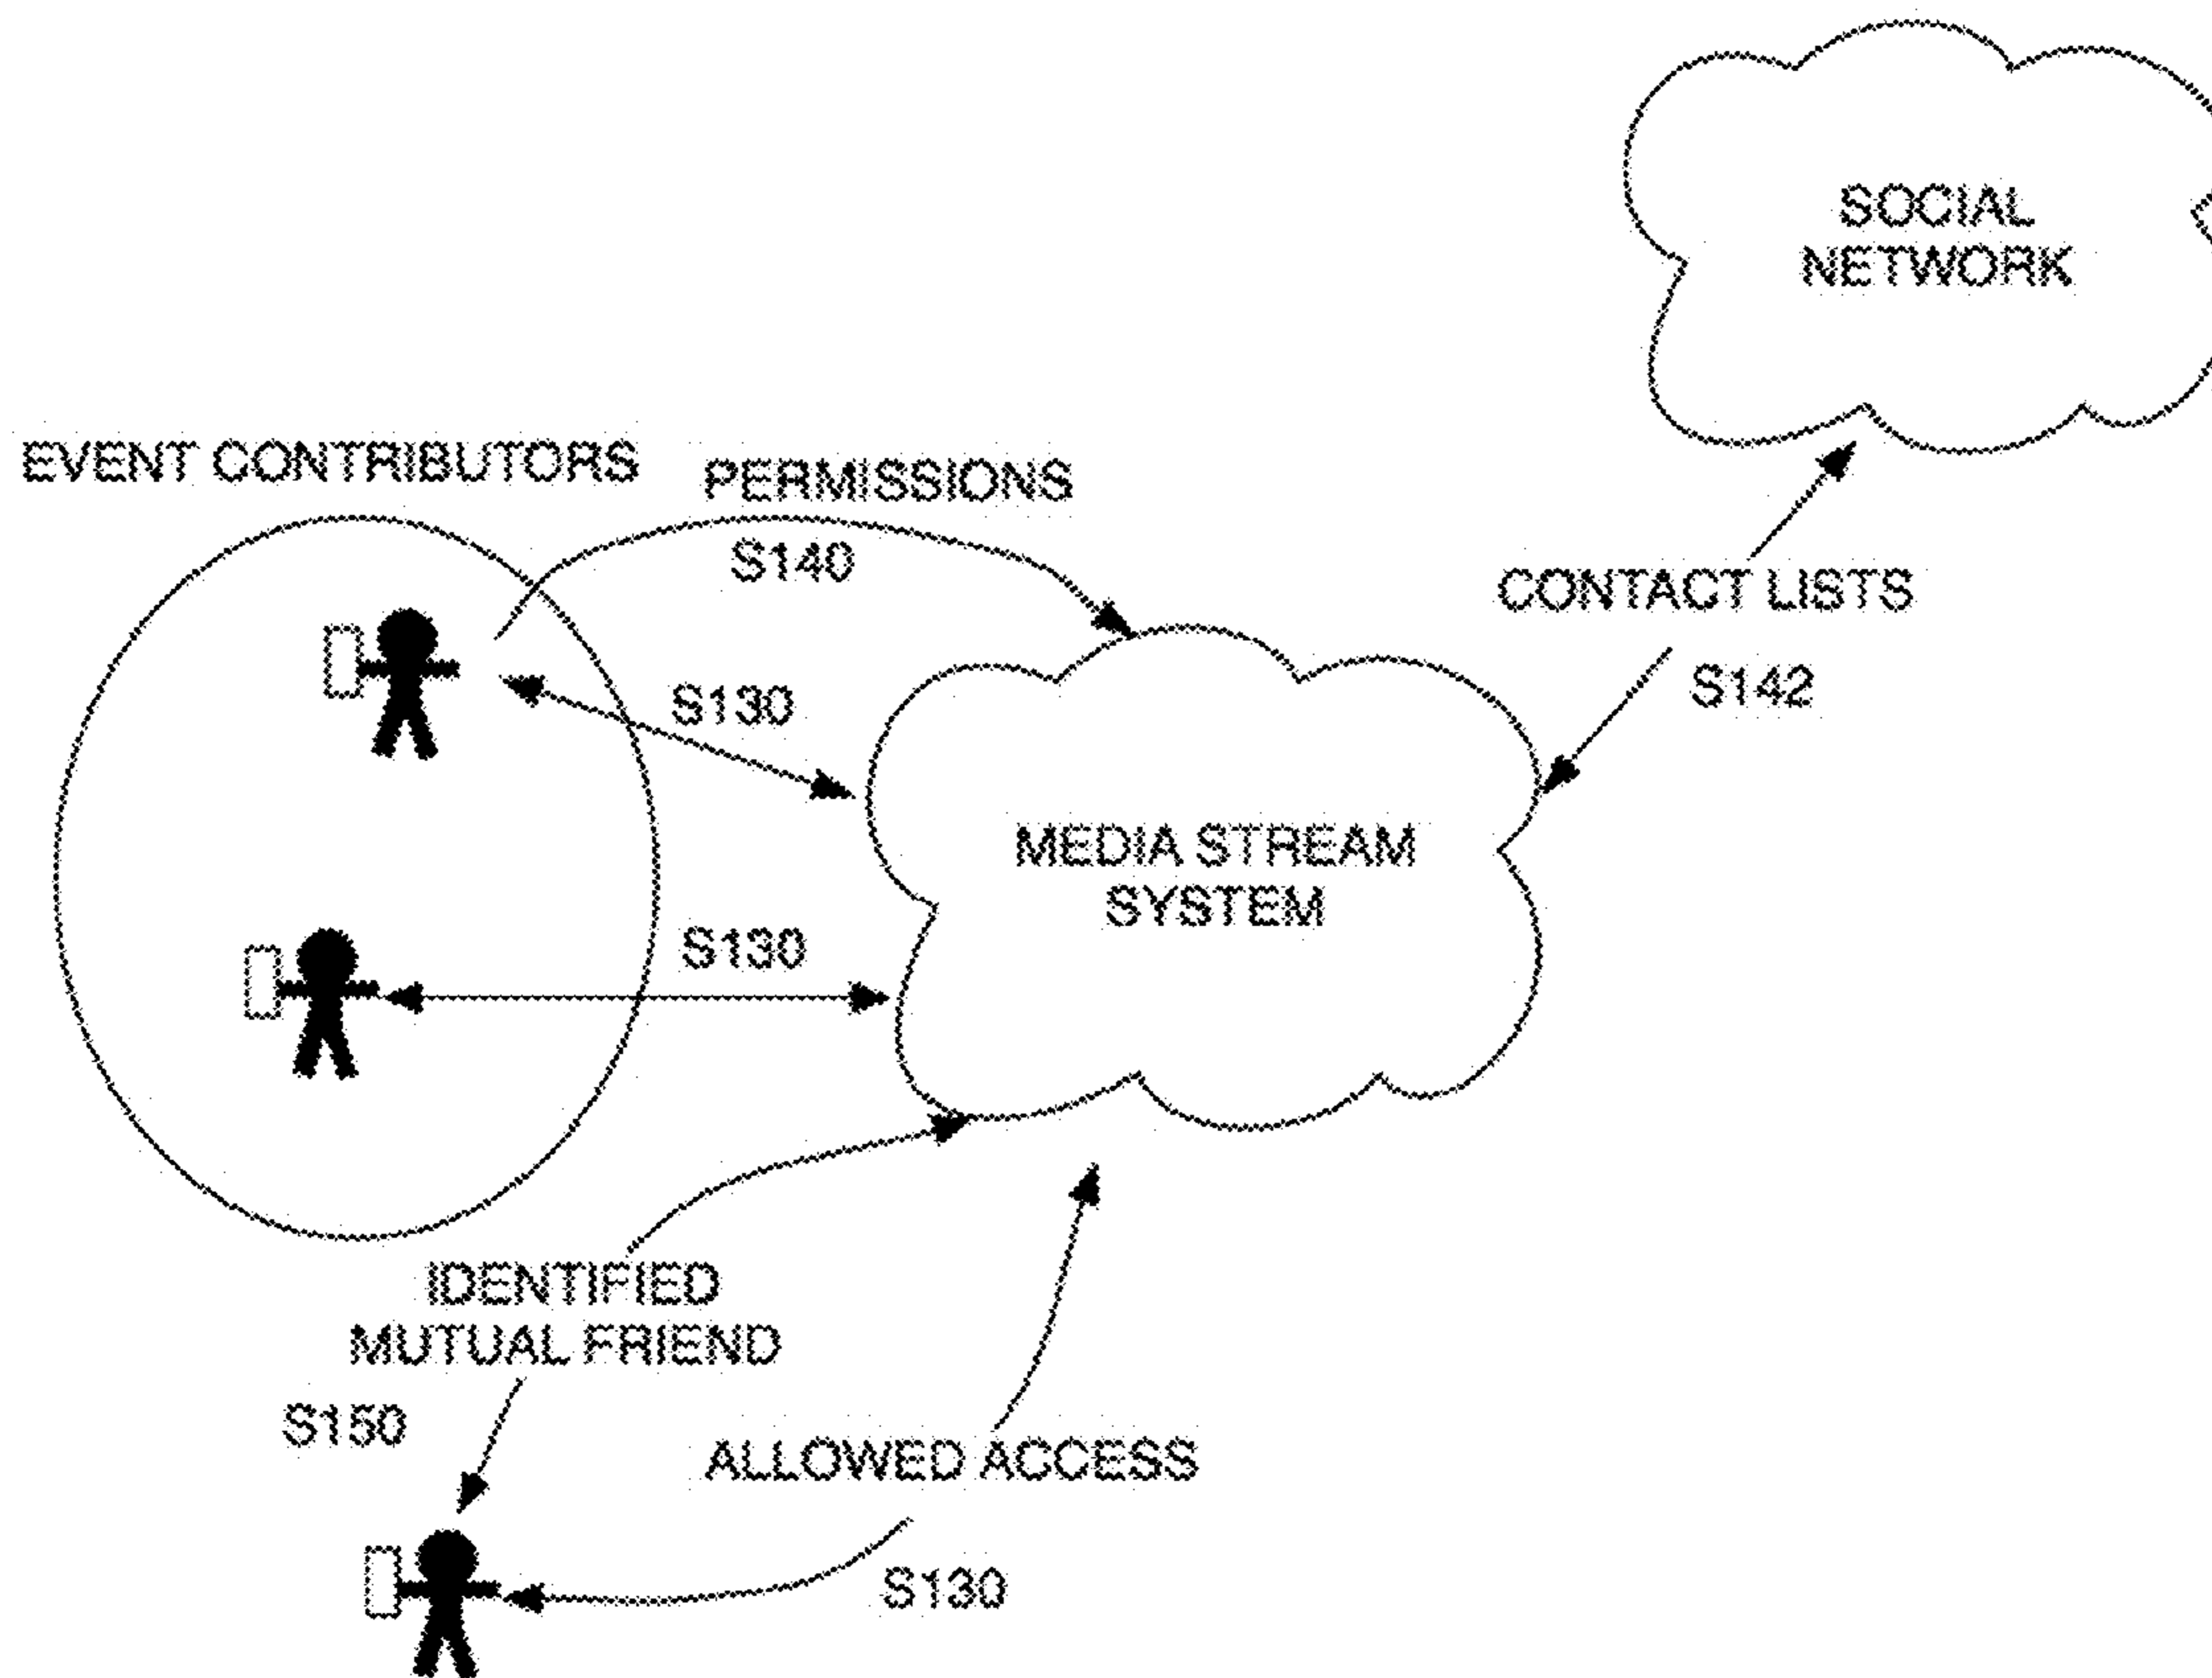 SOCIAL
NETWORK
EVENT CONTRIBUTORS
PERMISSIONS
S140
CONTACT LISTS
S142
S130
MEDIA STREAM
SYSTEM
S130
IDENTIFIED
MUTUAL FRIEND
S150
ALLOWED ACCESS
S130